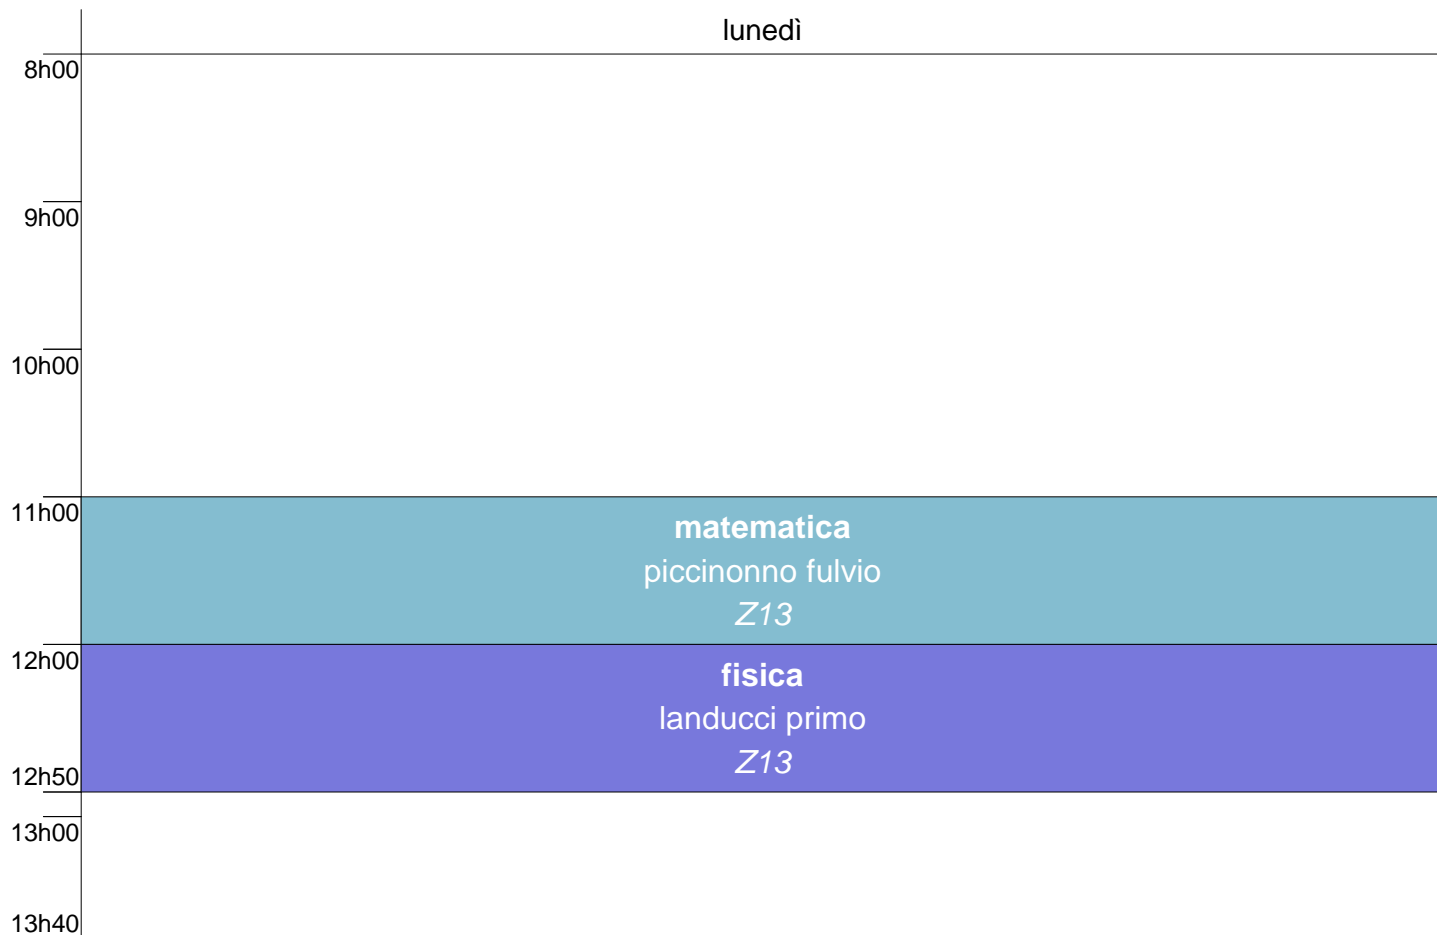 lunedì
8h00
9h00
10h00
11h00
matematica
piccinonno fulvio
Z13
12h00
fisica
landucci primo
Z13
12h50
13h00
13h40